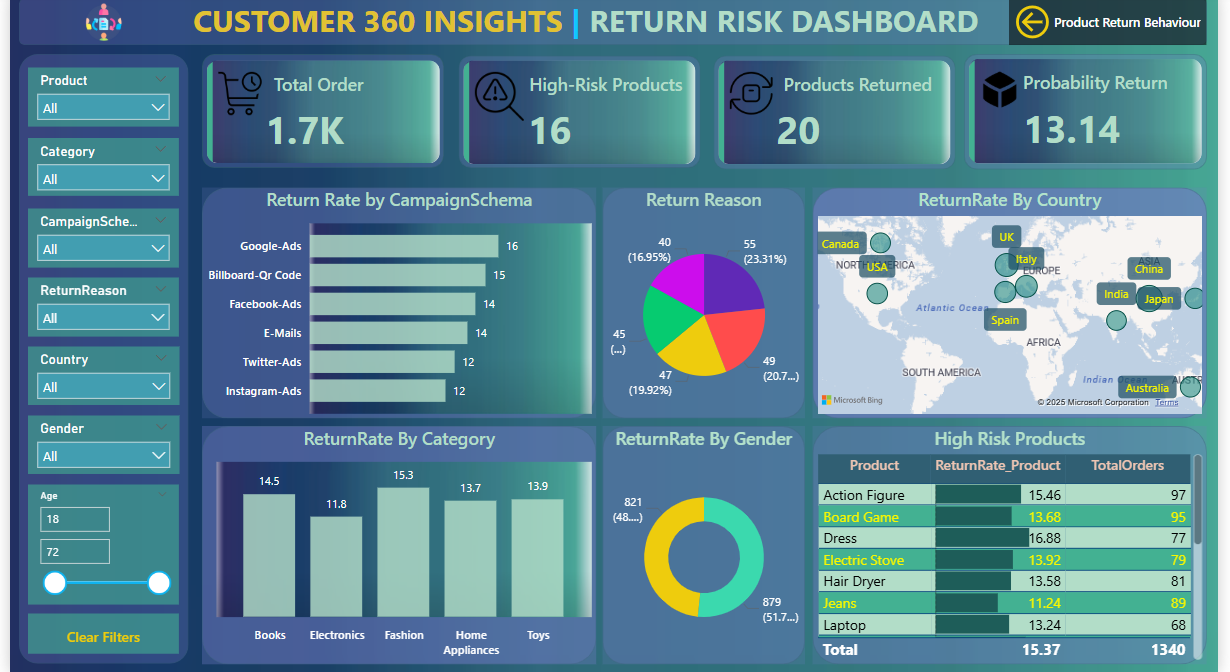 CUSTOMER 360 INSIGHTS | RETURN RISK DASHBOARD
Product Return Behaviour
Product
All
Category
All
CampaignSche...
All
ReturnReason
All
Country
All
Gender
All
Age
18
72
Clear Filters
Total Order
1.7K
High-Risk Products
16
Products Returned
20
Probability Return
13.14
Return Rate by CampaignSchema
Google-Ads 16
Billboard-Qr Code 15
Facebook-Ads 14
E-Mails 14
Twitter-Ads 12
Instagram-Ads 12
Return Reason
40
(16.95%)
55
(23.31%)
45
(...)
47
(19.92%)
49
(20.7...)
ReturnRate By Country
Canada
USA
UK
Italy
Spain
China
India
Japan
Australia
NORTH AMERICA
EUROPE
ASIA
Atlantic Ocean
AFRICA
SOUTH AMERICA
Indian Ocean
AUSTR
Microsoft Bing
© 2025 Microsoft Corporation Terms
ReturnRate By Category
14.5
11.8
15.3
13.7
13.9
Books
Electronics
Fashion
Home
Appliances
Toys
ReturnRate By Gender
821
(48....)
879
(51.7...)
High Risk Products
Product ReturnRate_Product TotalOrders
Action Figure 15.46 97
Board Game 13.68 95
Dress 16.88 77
Electric Stove 13.92 79
Hair Dryer 13.58 81
Jeans 11.24 89
Laptop 13.24 68
Total 15.37 1340